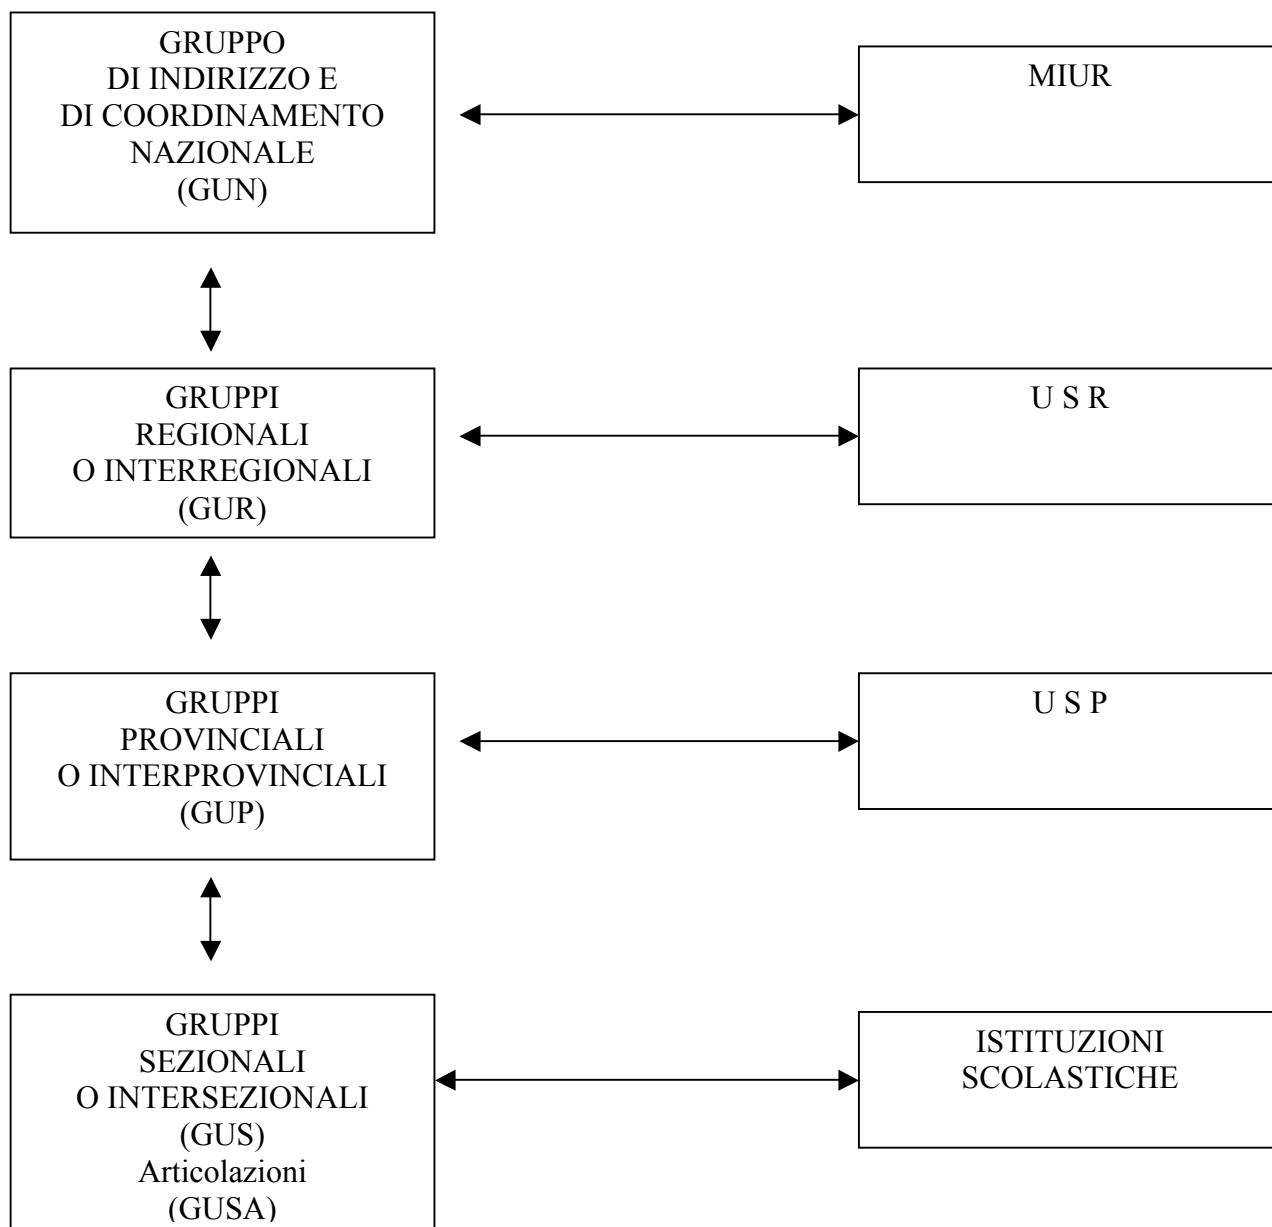 GRUPPO
DI INDIRIZZO E
DI COORDINAMENTO
NAZIONALE
(GUN)
MIUR
GRUPPI
REGIONALI
O INTERREGIONALI
(GUR)
U S R
GRUPPI
PROVINCIALI
O INTERPROVINCIALI
(GUP)
U S P
GRUPPI
SEZIONALI
O INTERSEZIONALI
(GUS)
Articolazioni
(GUSA)
ISTITUZIONI
SCOLASTICHE